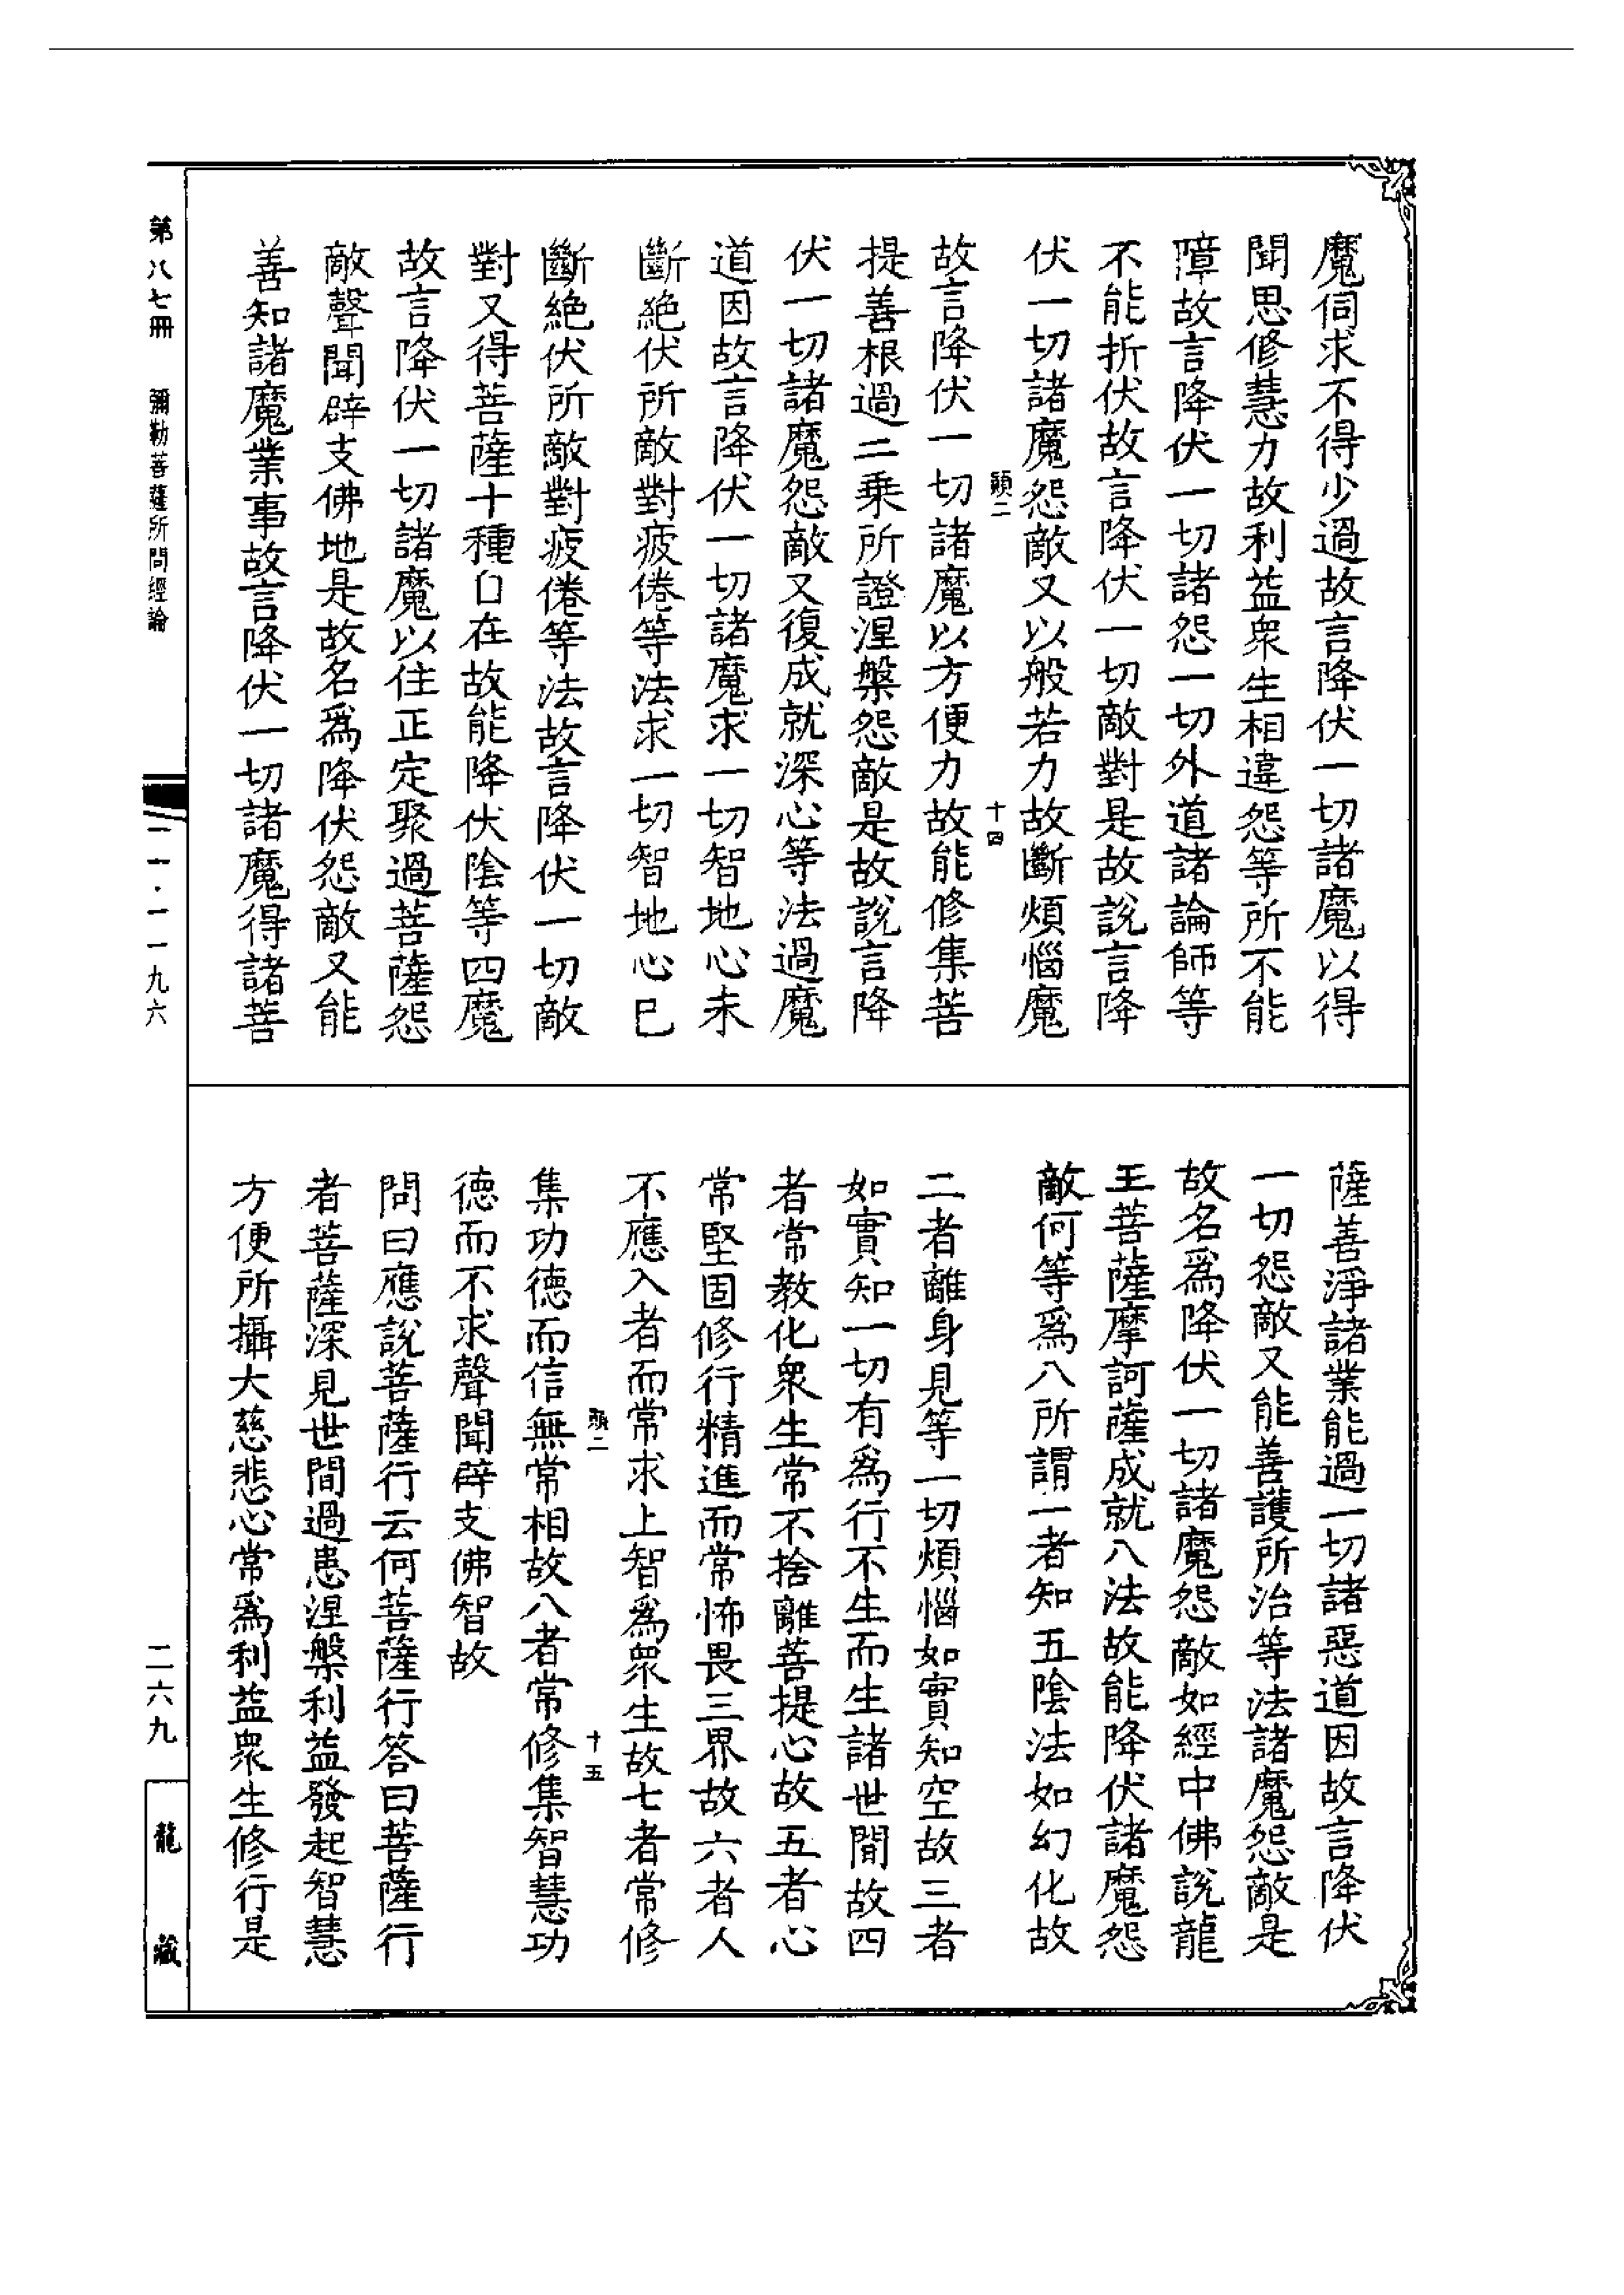 魔伺求不得少過故言降伏一切諸魔以得
聞思修慧力故利益衆生相違怨等所不能
障故言降伏一切諸怨一切外道諸論師等
不能折伏故言降伏一切敵對是故說言降
伏一切諸魔怨敵又以般若力故斷煩惱魔
頭二
十四
故言降伏一切諸魔以方便力故能修集菩
提善根過二乘所證涅槃怨敵是故說言降
伏一切諸魔怨敵又復成就深心等法過魔
道因故言降伏一切諸魔求一切智地心未
斷絶伏所敵對疲倦等法求一切智地心巳
斷絶伏所敵對疲倦等法故言降伏一切敵
對又得菩薩十種自在故能降伏陰等四魔
故言降伏一切諸魔以住正定聚過菩薩怨
敵聲聞辟支佛地是故名爲降伏怨敵又能
善知諸魔業事故言降伏一切諸魔得諸菩
薩善淨諸業能過一切諸惡道因故言降伏
一切怨敵又能善護所治等法諸魔怨敵是
故名爲降伏一切諸魔怨敵如經中佛說龍
王菩薩摩訶薩成就八法故能降伏諸魔怨
敵何等爲八所謂一者知五陰法如幻化故
二者離身見等一切煩惱如實知空故三者
如實知一切有爲行不生而生諸世間故四
者常教化衆生常不捨離菩提心故五者心
常堅固修行精進而常怖畏三界故六者人
不應入者而常求上智爲衆生故七者常修
頭二
十五
集功德而信無常相故八者常修集智慧功
德而不求聲聞辟支佛智故
問曰應說菩薩行云何菩薩行答曰菩薩行
者菩薩深見世間過患涅槃利益發起智慧
方便所攝大慈悲心常爲利益衆生修行是
第八七冊 彌勒菩薩所問經論
一一·一一九六
二六九
龍藏